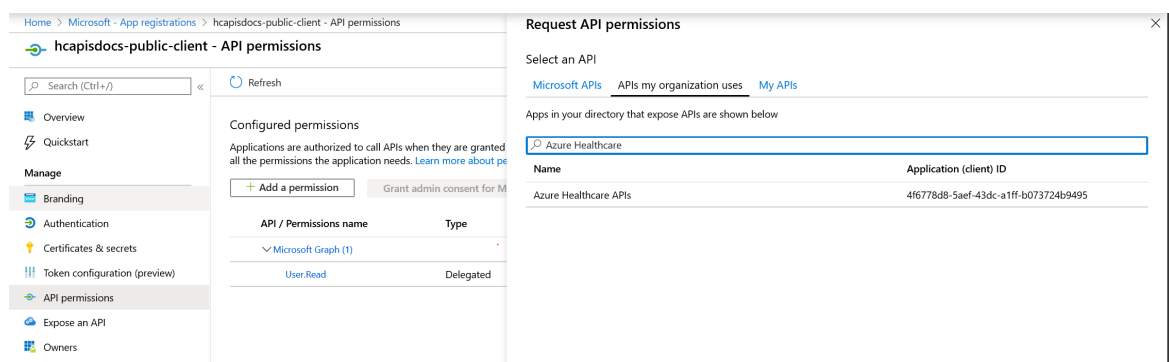 Home > Microsoft - App registrations > hcapisdocs-public-client - API permissions
hcapisdocs-public-client - API permissions
Search (Ctrl+/)
«
Overview
Quickstart
Manage
Branding
Authentication
Certificates & secrets
Token configuration (preview)
API permissions
Expose an API
Owners
Refresh
Configured permissions
Applications are authorized to call APIs when they are granted
all the permissions the application needs. Learn more about pe
+ Add a permission
Grant admin consent for M
API / Permissions name Type
Microsoft Graph (1)
User.Read Delegated
Request API permissions
Select an API
Microsoft APIs APIs my organization uses My APIs
Apps in your directory that expose APIs are shown below
Azure Healthcare
Name Application (client) ID
Azure Healthcare APIs 4f6778d8-5aef-43dc-a1ff-b073724b9495